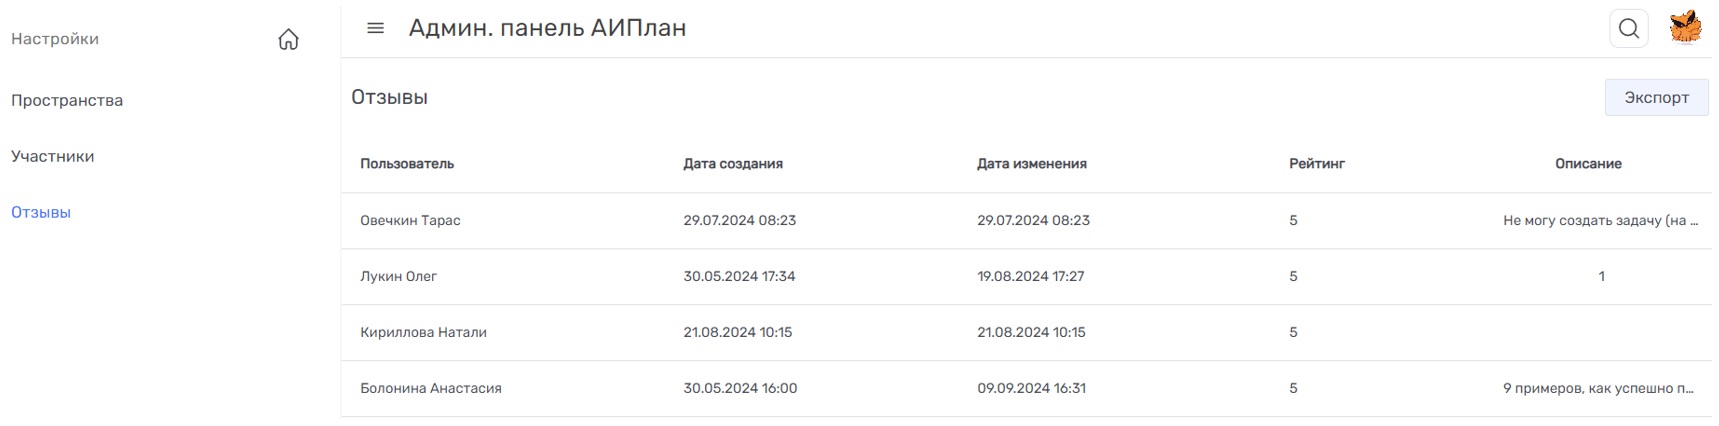 Настройки
Пространства
Участники
Отзывы
Админ. панель АИПлан
Отзывы
Экспорт
Пользователь Дата создания Дата изменения Рейтинг Описание
Овечкин Тарас 29.07.2024 08:23 29.07.2024 08:23 5 Не могу создать задачу (на ...
Лукин Олег 30.05.2024 17:34 19.08.2024 17:27 5 1
Кириллова Натали 21.08.2024 10:15 21.08.2024 10:15 5
Болонина Анастасия 30.05.2024 16:00 09.09.2024 16:31 5 9 примеров, как успешно п...